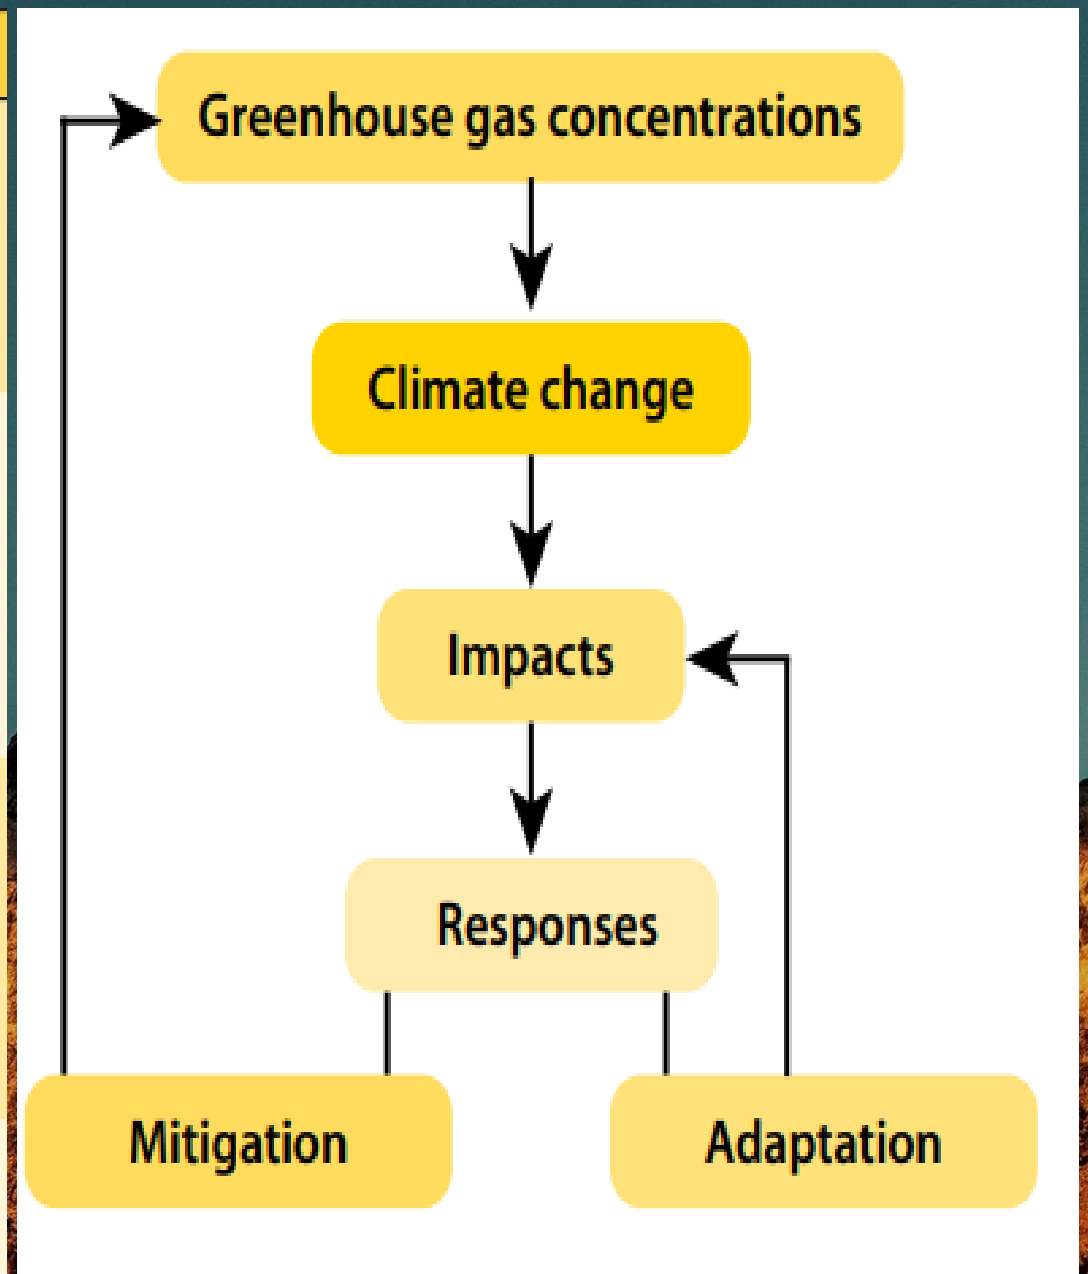 Greenhouse gas concentrations
Climate change
Impacts
Responses
Mitigation
Adaptation